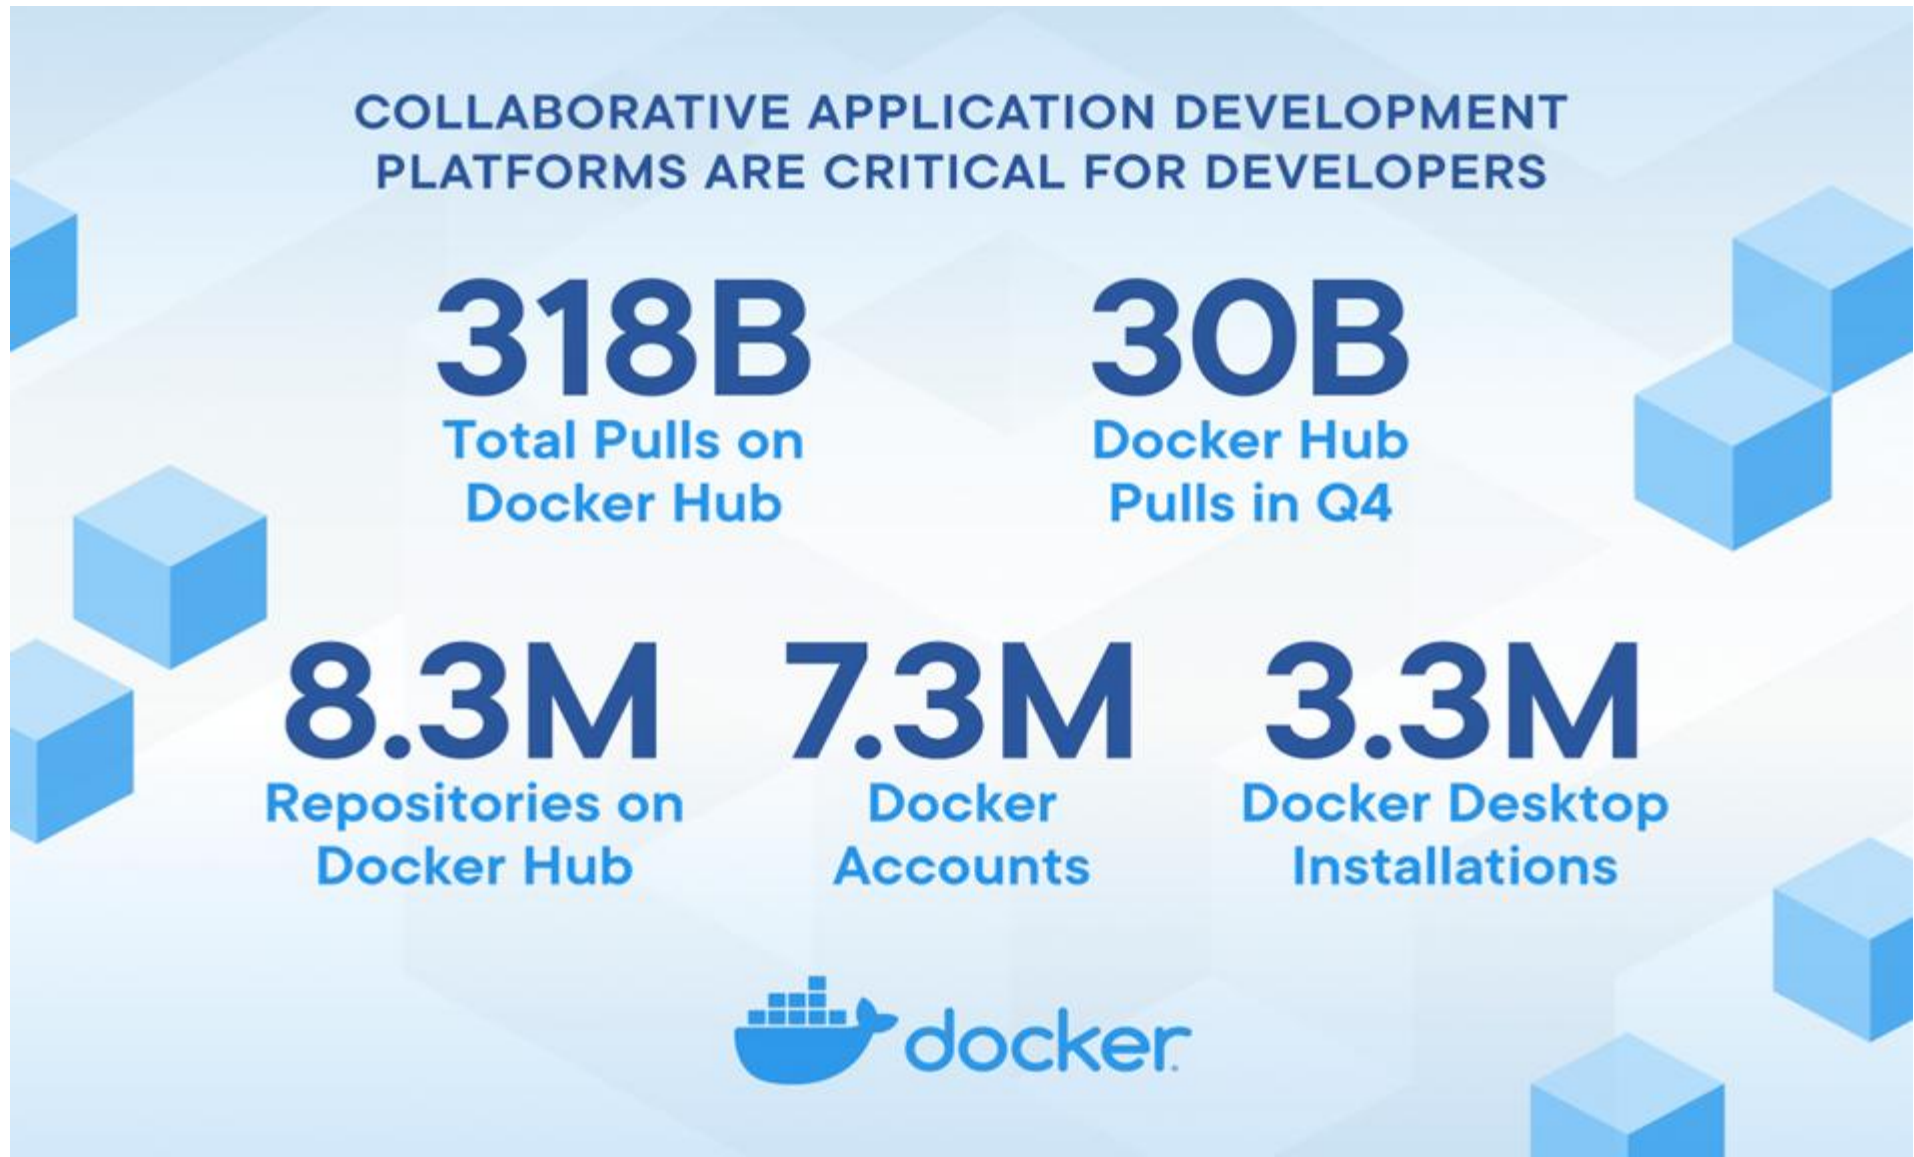 COLLABORATIVE APPLICATION DEVELOPMENT
PLATFORMS ARE CRITICAL FOR DEVELOPERS
318B
Total Pulls on
Docker Hub
30B
Docker Hub
Pulls in Q4
8.3M
Repositories on
Docker Hub
7.3M
Docker
Accounts
3.3M
Docker Desktop
Installations
docker